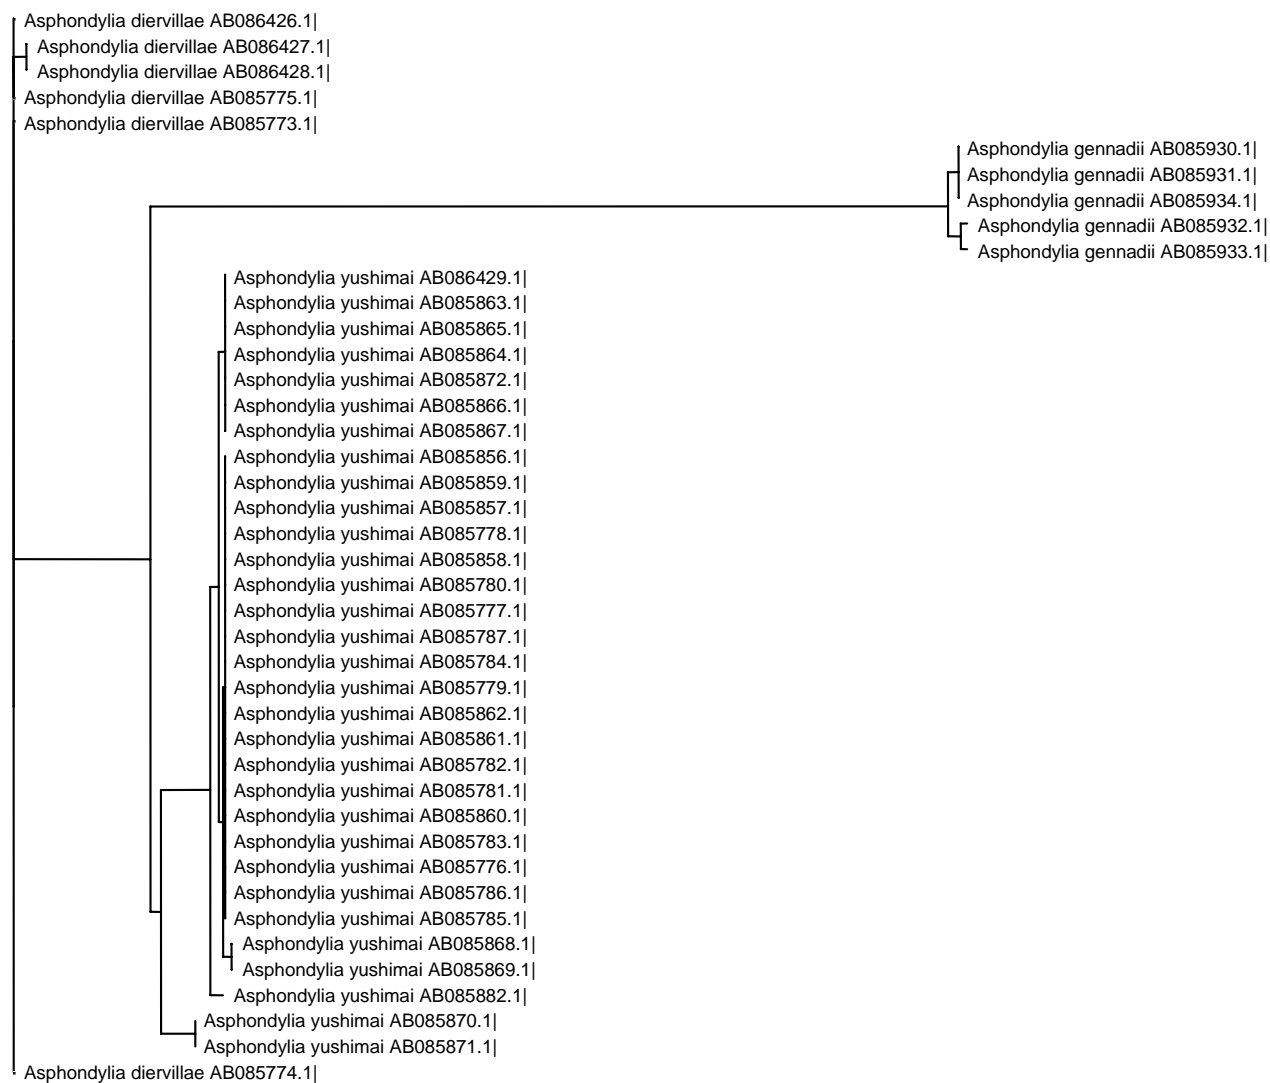 Asphondylia diervillae AB086426.1|
Asphondylia diervillae AB086427.1|
Asphondylia diervillae AB086428.1|
Asphondylia diervillae AB085775.1|
Asphondylia diervillae AB085773.1|
Asphondylia gennadii AB085930.1|
Asphondylia gennadii AB085931.1|
Asphondylia gennadii AB085934.1|
Asphondylia gennadii AB085932.1|
Asphondylia gennadii AB085933.1|
Asphondylia yushimai AB086429.1|
Asphondylia yushimai AB085863.1|
Asphondylia yushimai AB085865.1|
Asphondylia yushimai AB085864.1|
Asphondylia yushimai AB085872.1|
Asphondylia yushimai AB085866.1|
Asphondylia yushimai AB085867.1|
Asphondylia yushimai AB085856.1|
Asphondylia yushimai AB085859.1|
Asphondylia yushimai AB085857.1|
Asphondylia yushimai AB085778.1|
Asphondylia yushimai AB085858.1|
Asphondylia yushimai AB085780.1|
Asphondylia yushimai AB085777.1|
Asphondylia yushimai AB085787.1|
Asphondylia yushimai AB085784.1|
Asphondylia yushimai AB085779.1|
Asphondylia yushimai AB085862.1|
Asphondylia yushimai AB085861.1|
Asphondylia yushimai AB085782.1|
Asphondylia yushimai AB085781.1|
Asphondylia yushimai AB085860.1|
Asphondylia yushimai AB085783.1|
Asphondylia yushimai AB085776.1|
Asphondylia yushimai AB085786.1|
Asphondylia yushimai AB085785.1|
Asphondylia yushimai AB085868.1|
Asphondylia yushimai AB085869.1|
Asphondylia yushimai AB085882.1|
Asphondylia yushimai AB085870.1|
Asphondylia yushimai AB085871.1|
Asphondylia diervillae AB085774.1|